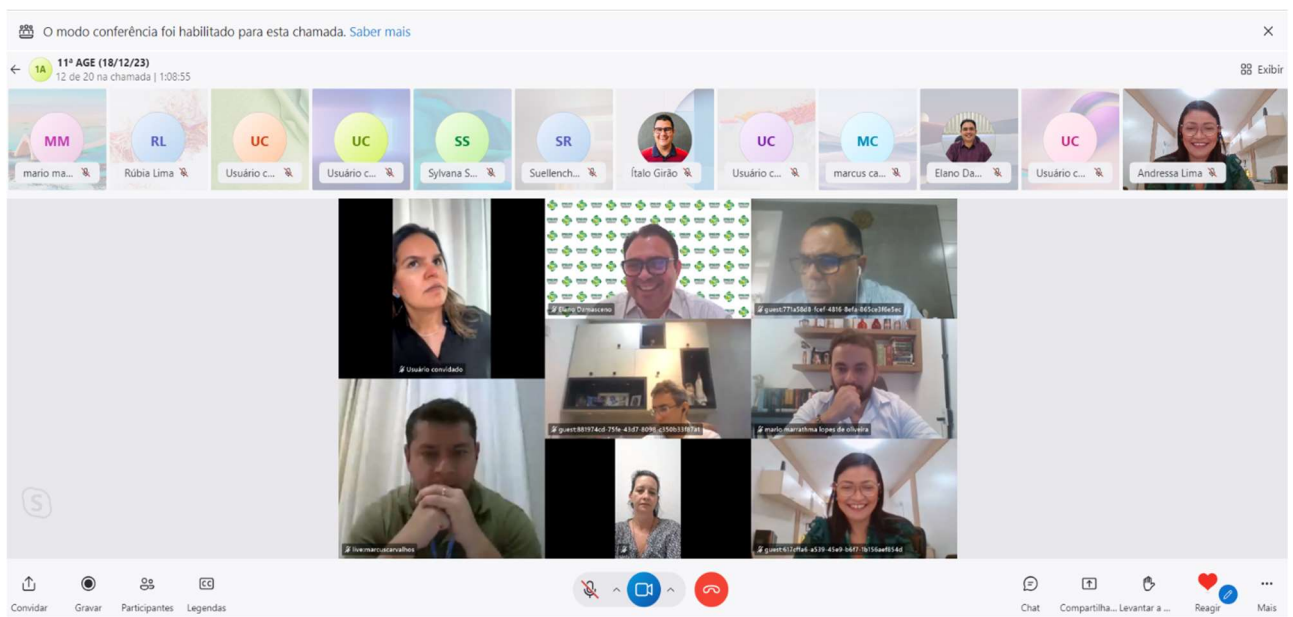 O modo conferência foi habilitado para esta chamada. Saber mais
1A
11ª AGE (18/12/23)
12 de 20 na chamada | 1:08:55
Exibir
MM
RL
UC
UC
SS
SR
UC
MC
UC
mario ma...
Rúbia Lima
Usuário c...
Usuário c...
Sylvana S...
Suellench...
Ítalo Girão
Usuário c...
marcus ca...
Elano Da...
Usuário c...
Andressa Lima
Elano Damasceno
Usuário convidado
mario marrathma lopes de oliveira
live:marcuscarvalhos
S
Convidar
Gravar
Participantes
CC
Legendas
Chat
Compartilha...
Levantar a ...
Reagir
Mais